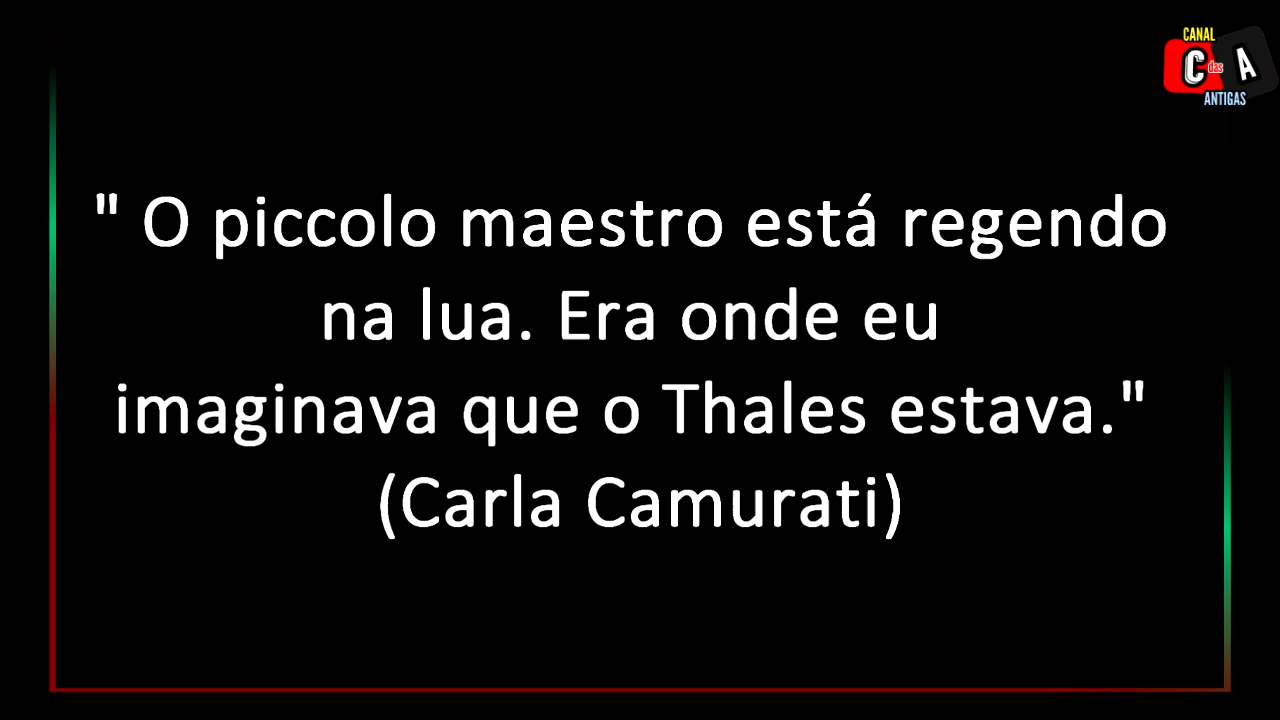 CANAL
C das A
ANTIGAS
" O piccolo maestro está regendo
na lua. Era onde eu
imaginava que o Thales estava."
(Carla Camurati)